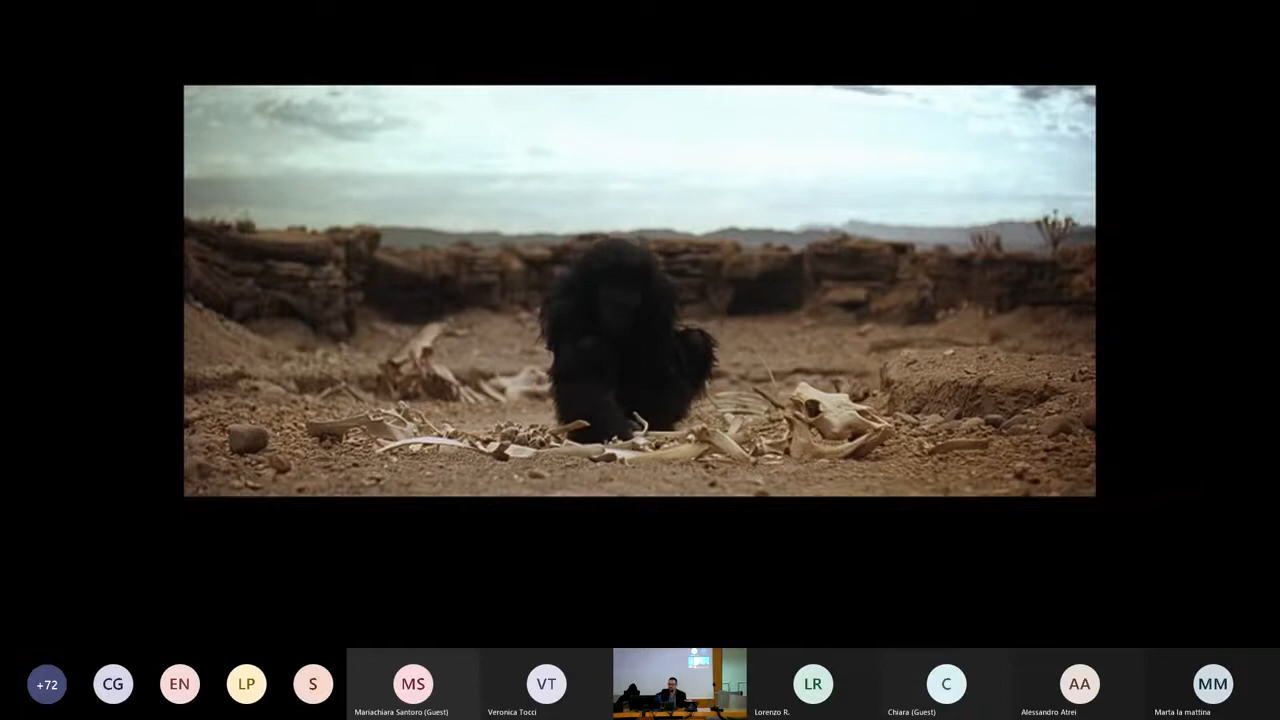 +72
CG
EN
LP
S
MS
VT
LR
C
AA
MM
Mariachiara Santoro (Guest)
Veronica Tocci
Lorenzo R.
Chiara (Guest)
Alessandro Atrei
Marta la mattina